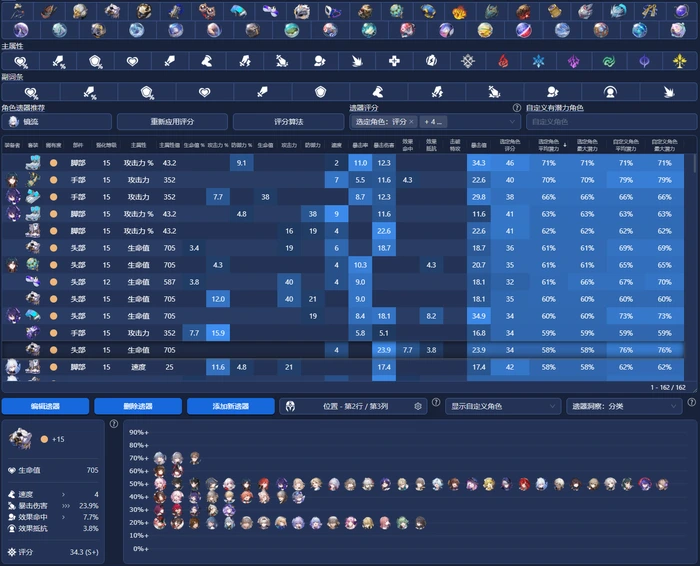 主属性
副词条
角色遗器推荐
遗器评分
自定义有潜力角色
镜流
重新应用评分
评分算法
选定角色：评分 ×
+ 4 ...
自定义角色
装备者 套装 稀有度 部件 强化等级 主属性 主属性值 生命值 % 攻击力 % 防御力 % 生命值 攻击力 防御力 速度 暴击率 暴击伤害 效果命中 效果抵抗 击破特攻 暴击值 选定角色评分 选定角色平均潜力 ↓ 选定角色最大潜力 自定义角色平均潜力 自定义角色最大潜力
脚部 15 攻击力 % 43.2 9.1 2 11.0 12.3 34.3 46 71% 71% 71% 71%
手部 15 攻击力 352 7 5.5 11.6 4.3 22.6 40 70% 70% 79% 79%
手部 15 攻击力 352 7.7 38 8.7 12.3 29.8 38 66% 66% 66% 66%
脚部 15 攻击力 % 43.2 4.8 38 9 11.6 11.6 41 63% 63% 63% 63%
脚部 15 攻击力 % 43.2 16 19 4 22.6 22.6 41 62% 62% 62% 62%
头部 15 生命值 705 3.4 19 6 18.7 18.7 36 61% 61% 69% 69%
头部 15 生命值 705 4.3 4 10.3 4.3 20.7 35 61% 61% 65% 65%
头部 12 生命值 587 3.8 40 4 9.0 18.1 32 61% 66% 67% 70%
头部 15 生命值 705 12.0 40 21 9.0 18.1 35 60% 60% 60% 60%
头部 15 生命值 705 19 8.4 18.1 8.2 34.9 34 60% 60% 73% 73%
手部 15 攻击力 352 7.7 15.9 5.8 5.1 16.8 34 59% 59% 59% 59%
头部 15 生命值 705 4 23.9 7.7 3.8 23.9 34 58% 58% 76% 76%
脚部 15 速度 25 11.6 4.8 21 17.4 17.4 42 58% 58% 62% 62%
1 - 162 / 162
编辑遗器
删除遗器
添加新遗器
位置 - 第2行 / 第3列
显示自定义角色
遗器洞察：分类
+15
生命值 705
速度 › 4
暴击伤害 ››› 23.9%
效果命中 › 7.7%
效果抵抗 3.8%
评分 34.3 (S+)
90%+
80%+
70%+
60%+
50%+
40%+
30%+
20%+
10%+
0%+